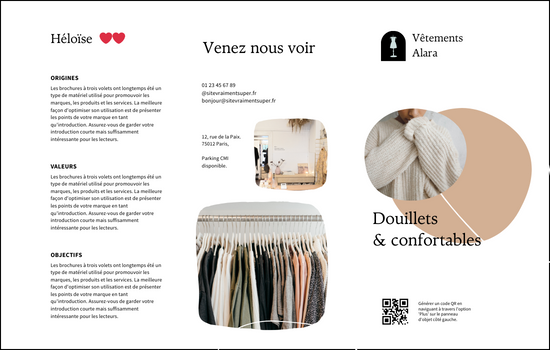 Héloïse
ORIGINES
Les brochures à trois volets ont longtemps été un
type de matériel utilisé pour promouvoir les
marques, les produits et les services. La meilleure
façon d'optimiser son utilisation est de présenter
les points de votre marque en tant
qu'introduction. Assurez-vous de garder votre
introduction courte mais suffisamment
intéressante pour les lecteurs.
VALEURS
Les brochures à trois volets ont longtemps été un
type de matériel utilisé pour promouvoir les
marques, les produits et les services. La meilleure
façon d'optimiser son utilisation est de présenter
les points de votre marque en tant
qu'introduction. Assurez-vous de garder votre
introduction courte mais suffisamment
intéressante pour les lecteurs.
OBJECTIFS
Les brochures à trois volets ont longtemps été un
type de matériel utilisé pour promouvoir les
marques, les produits et les services. La meilleure
façon d'optimiser son utilisation est de présenter
les points de votre marque en tant
qu'introduction. Assurez-vous de garder votre
introduction courte mais suffisamment
intéressante pour les lecteurs.
Venez nous voir
01 23 45 67 89
@sitevraimentsuper.fr
bonjour@sitevraimentsuper.fr
12, rue de la Paix.
75012 Paris,
Parking CMI
disponible.
Vêtements
Alara
Douillets
& confortables
Générer un code QR en
naviguant à travers l'option
'Plus' sur le panneau
d'objet côté gauche.